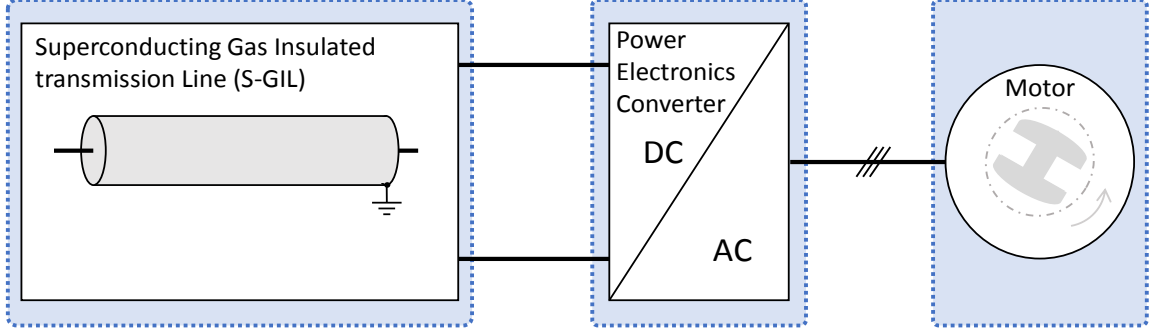 Superconducting Gas Insulated
transmission Line (S-GIL)
Power
Electronics
Converter
DC
AC
Motor